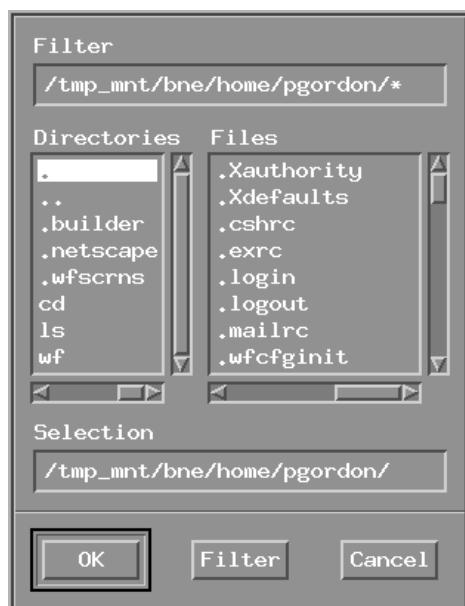 Filter
/tmp_mnt/bne/home/pgordon/*
Directories Files
.
..
.builder
.netscape
.wfscrns
cd
ls
wf
.Xauthority
.Xdefaults
.cshrc
.exrc
.login
.logout
.mailrc
.wfcfginit
Selection
/tmp_mnt/bne/home/pgordon/
OK Filter Cancel